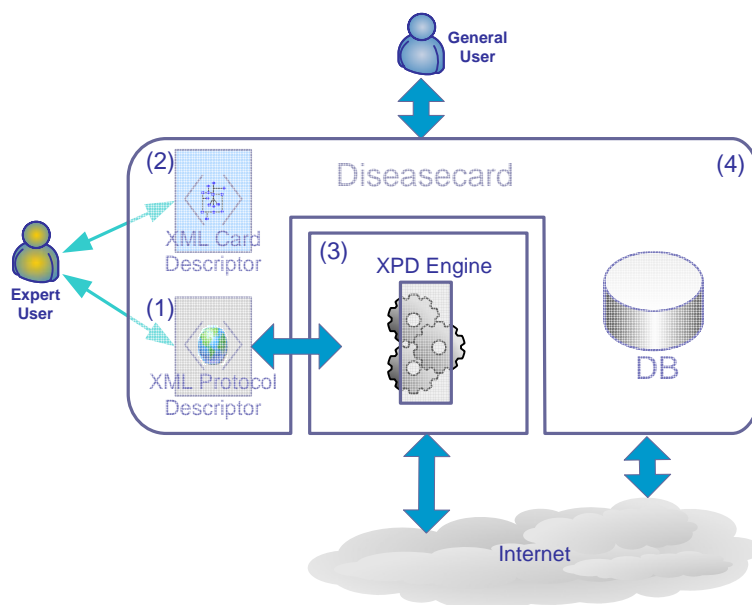 General
User
(2)
(4)
Diseasecard
XML Card
Descriptor
(3)
XPD Engine
Expert
User
(1)
XML Protocol
Descriptor
DB
Internet